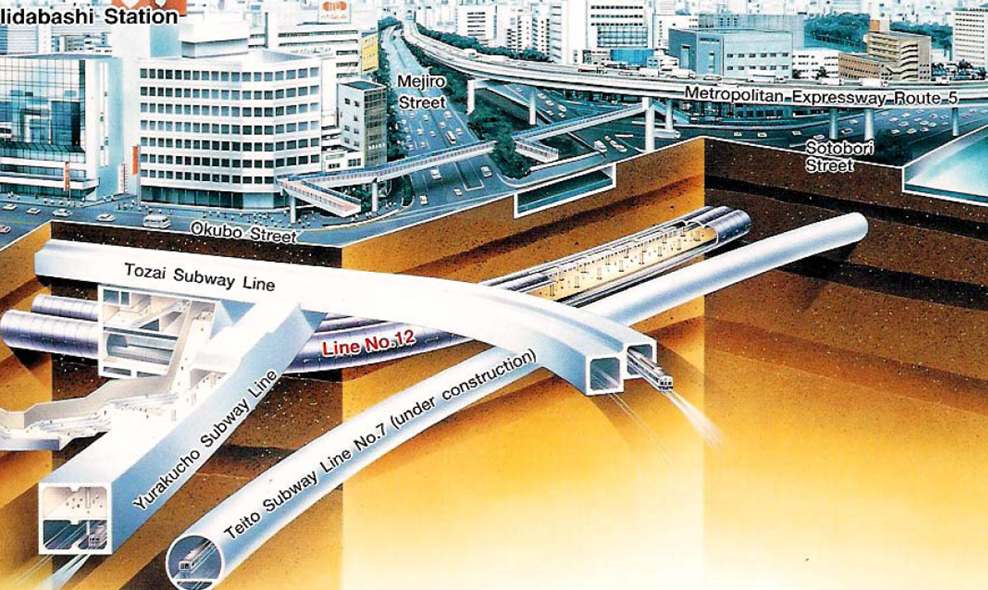 Iidabashi Station
Mejiro
Street
Metropolitan Expressway Route 5
Sotobori
Street
Okubo Street
Tozai Subway Line
Line No.12
Yurakucho Subway Line
Teito Subway Line No.7 (under construction)